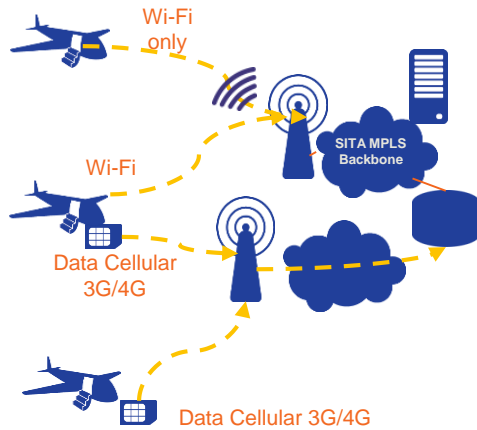 Wi-Fi
only
SITA MPLS
Backbone
Wi-Fi
Data Cellular
3G/4G
Data Cellular 3G/4G